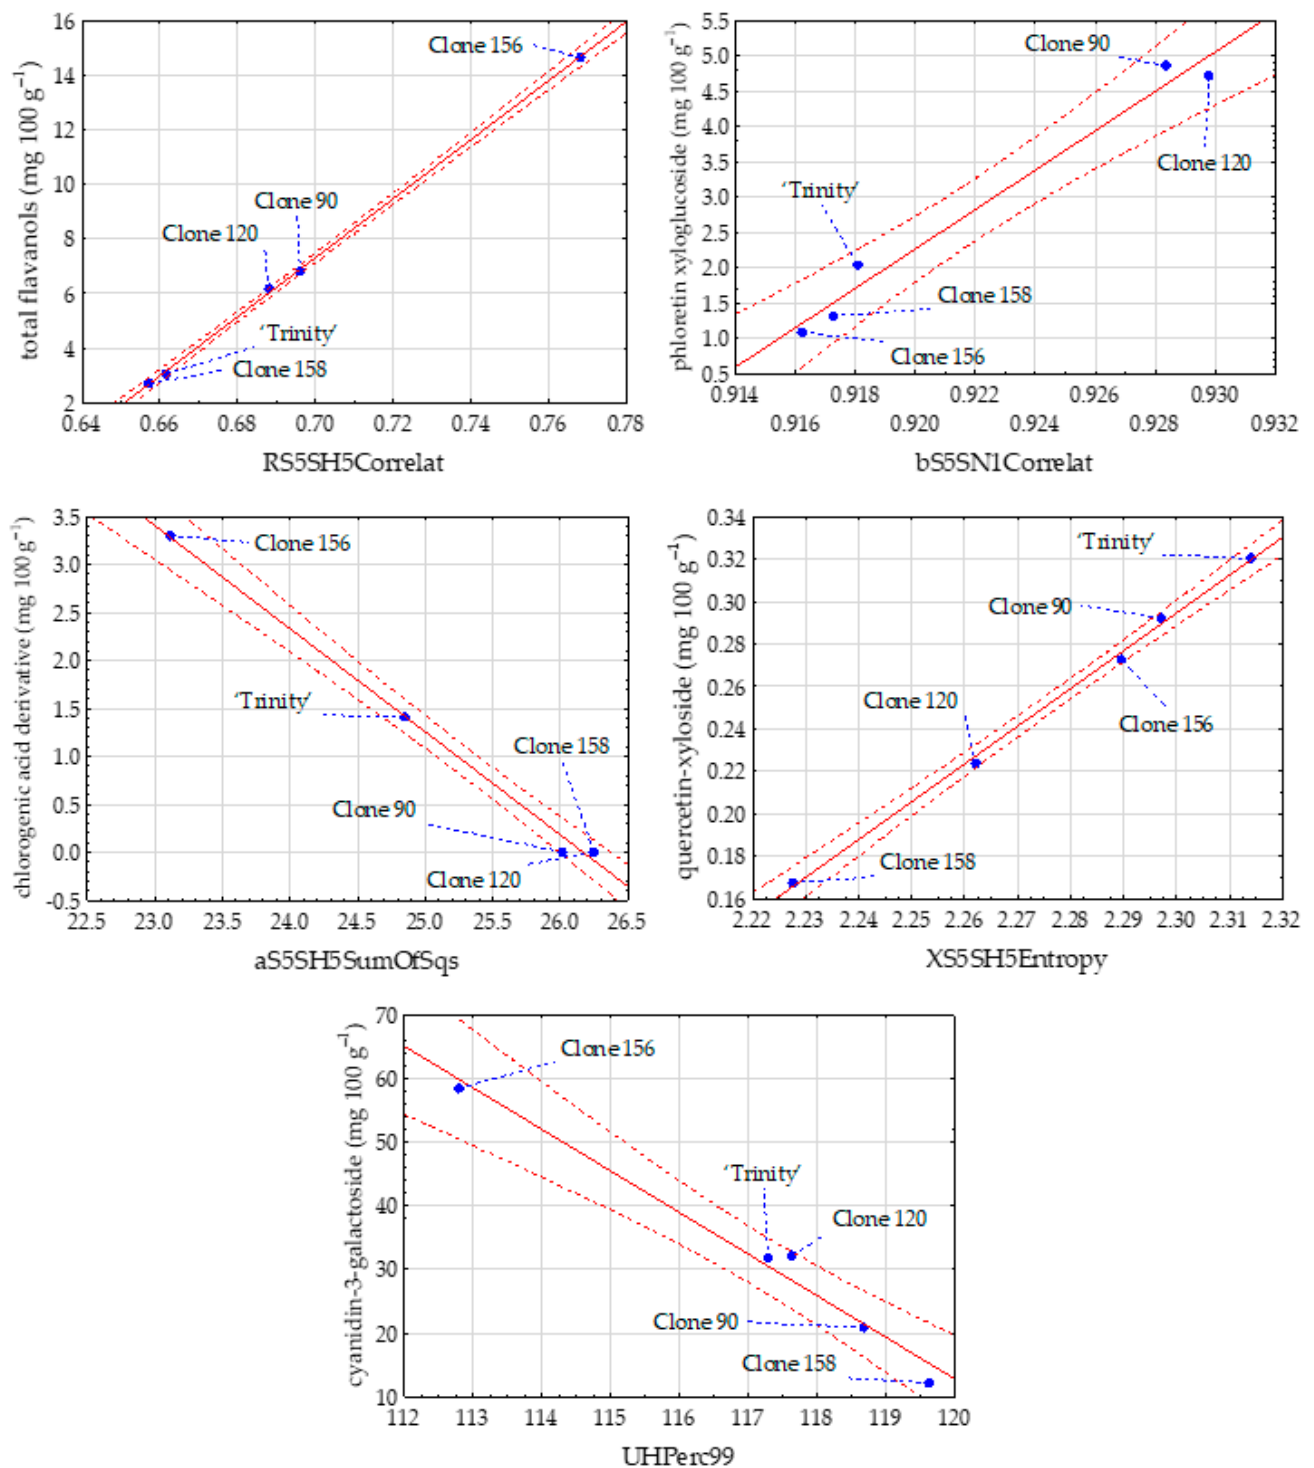 total flavanols (mg 100 g⁻¹)
16
14
12
10
8
6
4
2
Clone 156
Clone 90
Clone 120
‘Trinity’
Clone 158
0.64 0.66 0.68 0.70 0.72 0.74 0.76 0.78
RS5SH5Correlat
phloretin xyloglucoside (mg 100 g⁻¹)
5.5
5.0
4.5
4.0
3.5
3.0
2.5
2.0
1.5
1.0
0.5
Clone 90
Clone 120
‘Trinity’
Clone 158
Clone 156
0.914 0.918 0.922 0.926 0.930
0.916 0.920 0.924 0.928 0.932
bS5SN1Correlat
chlorogenic acid derivative (mg 100 g⁻¹)
3.5
3.0
2.5
2.0
1.5
1.0
0.5
0.0
-0.5
Clone 156
‘Trinity’
Clone 158
Clone 90
Clone 120
22.5 23.0 23.5 24.0 24.5 25.0 25.5 26.0 26.5
aS5SH5SumOfSqs
quercetin-xyloside (mg 100 g⁻¹)
0.34
0.32
0.30
0.28
0.26
0.24
0.22
0.20
0.18
0.16
‘Trinity’
Clone 90
Clone 156
Clone 120
Clone 158
2.22 2.23 2.24 2.25 2.26 2.27 2.28 2.29 2.30 2.31 2.32
XS5SH5Entropy
cyanidin-3-galactoside (mg 100 g⁻¹)
70
60
50
40
30
20
10
Clone 156
‘Trinity’
Clone 120
Clone 90
Clone 158
112 113 114 115 116 117 118 119 120
UHPerc99